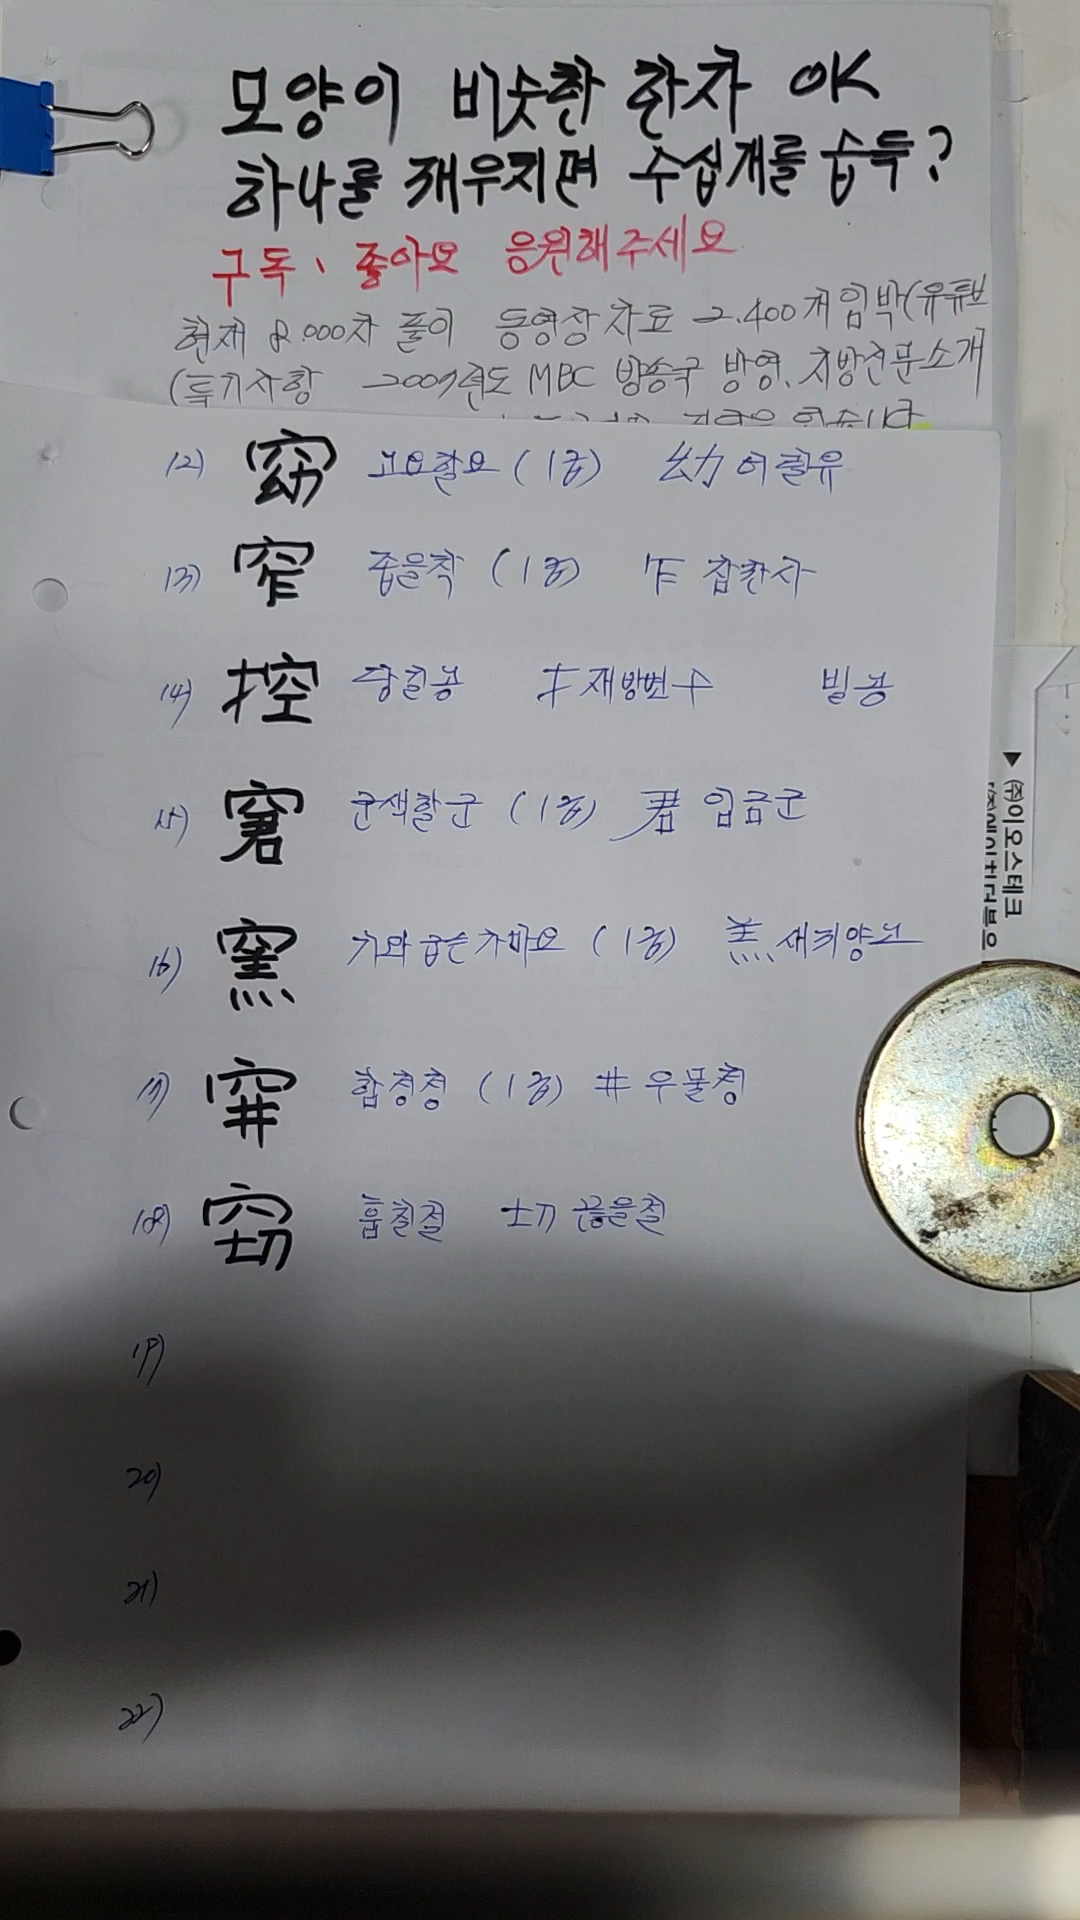 모양이 비슷한 한자 OK
하나를 깨우치면 수십개를 습득?
구독、좋아요 응원해주세요
현재 8.000자 풀이 동영상자료 2.400개 임박(유튜브
(특기사항 2009년도 MBC 방송국 방영、지방신문소개
12) 窈 고요할요 (1급) 幼 어릴유
13) 窄 좁을착 (1급) 乍 잠깐사
14) 控 당길공 扌재방변수 빌공
15) 窘 군색할군 (1급) 君 임금군
16) 窯 기와굽는가마요 (1급) 羔 새끼양고
17) 穽 함정정 (1급) 井 우물정
18) 窃 훔칠절 切 끊을절
19)
20)
21)
22)
▶ ㈜이오스테크